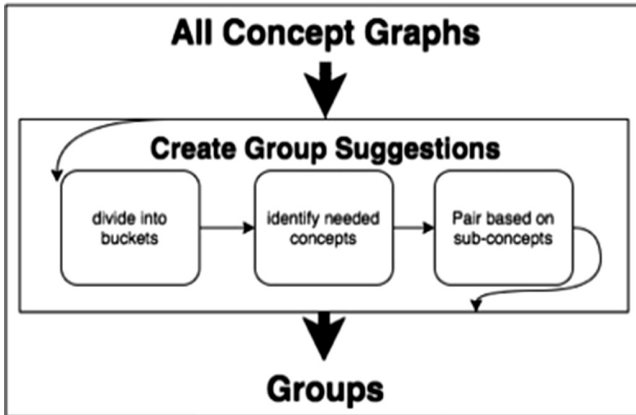 All Concept Graphs
Create Group Suggestions
divide into
buckets
identify needed
concepts
Pair based on
sub-concepts
Groups